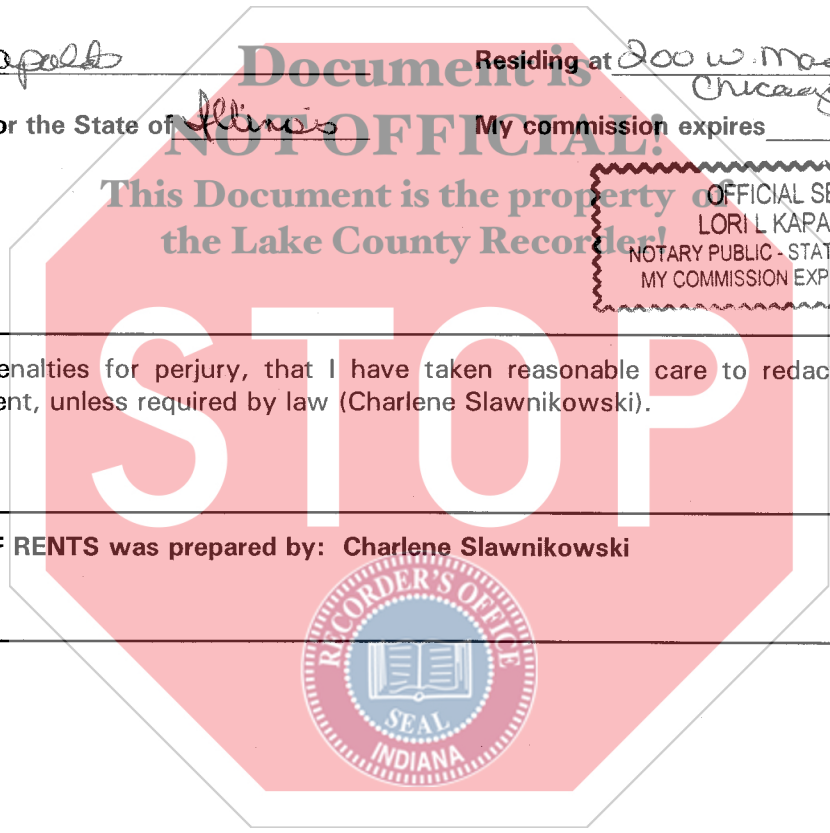 Document is
Residing at 200 W. Mad
Chicago
or the State of Illinois
NOT OFFICIAL!
My commission expires
This Document is the property of
the Lake County Recorder!
OFFICIAL SE
LORI L KAPA
NOTARY PUBLIC - STAT
MY COMMISSION EXP
STOP
enalties for perjury, that I have taken reasonable care to redac
ent, unless required by law (Charlene Slawnikowski).
F RENTS was prepared by: Charlene Slawnikowski
RECORDER'S OFFICE
SEAL
INDIANA